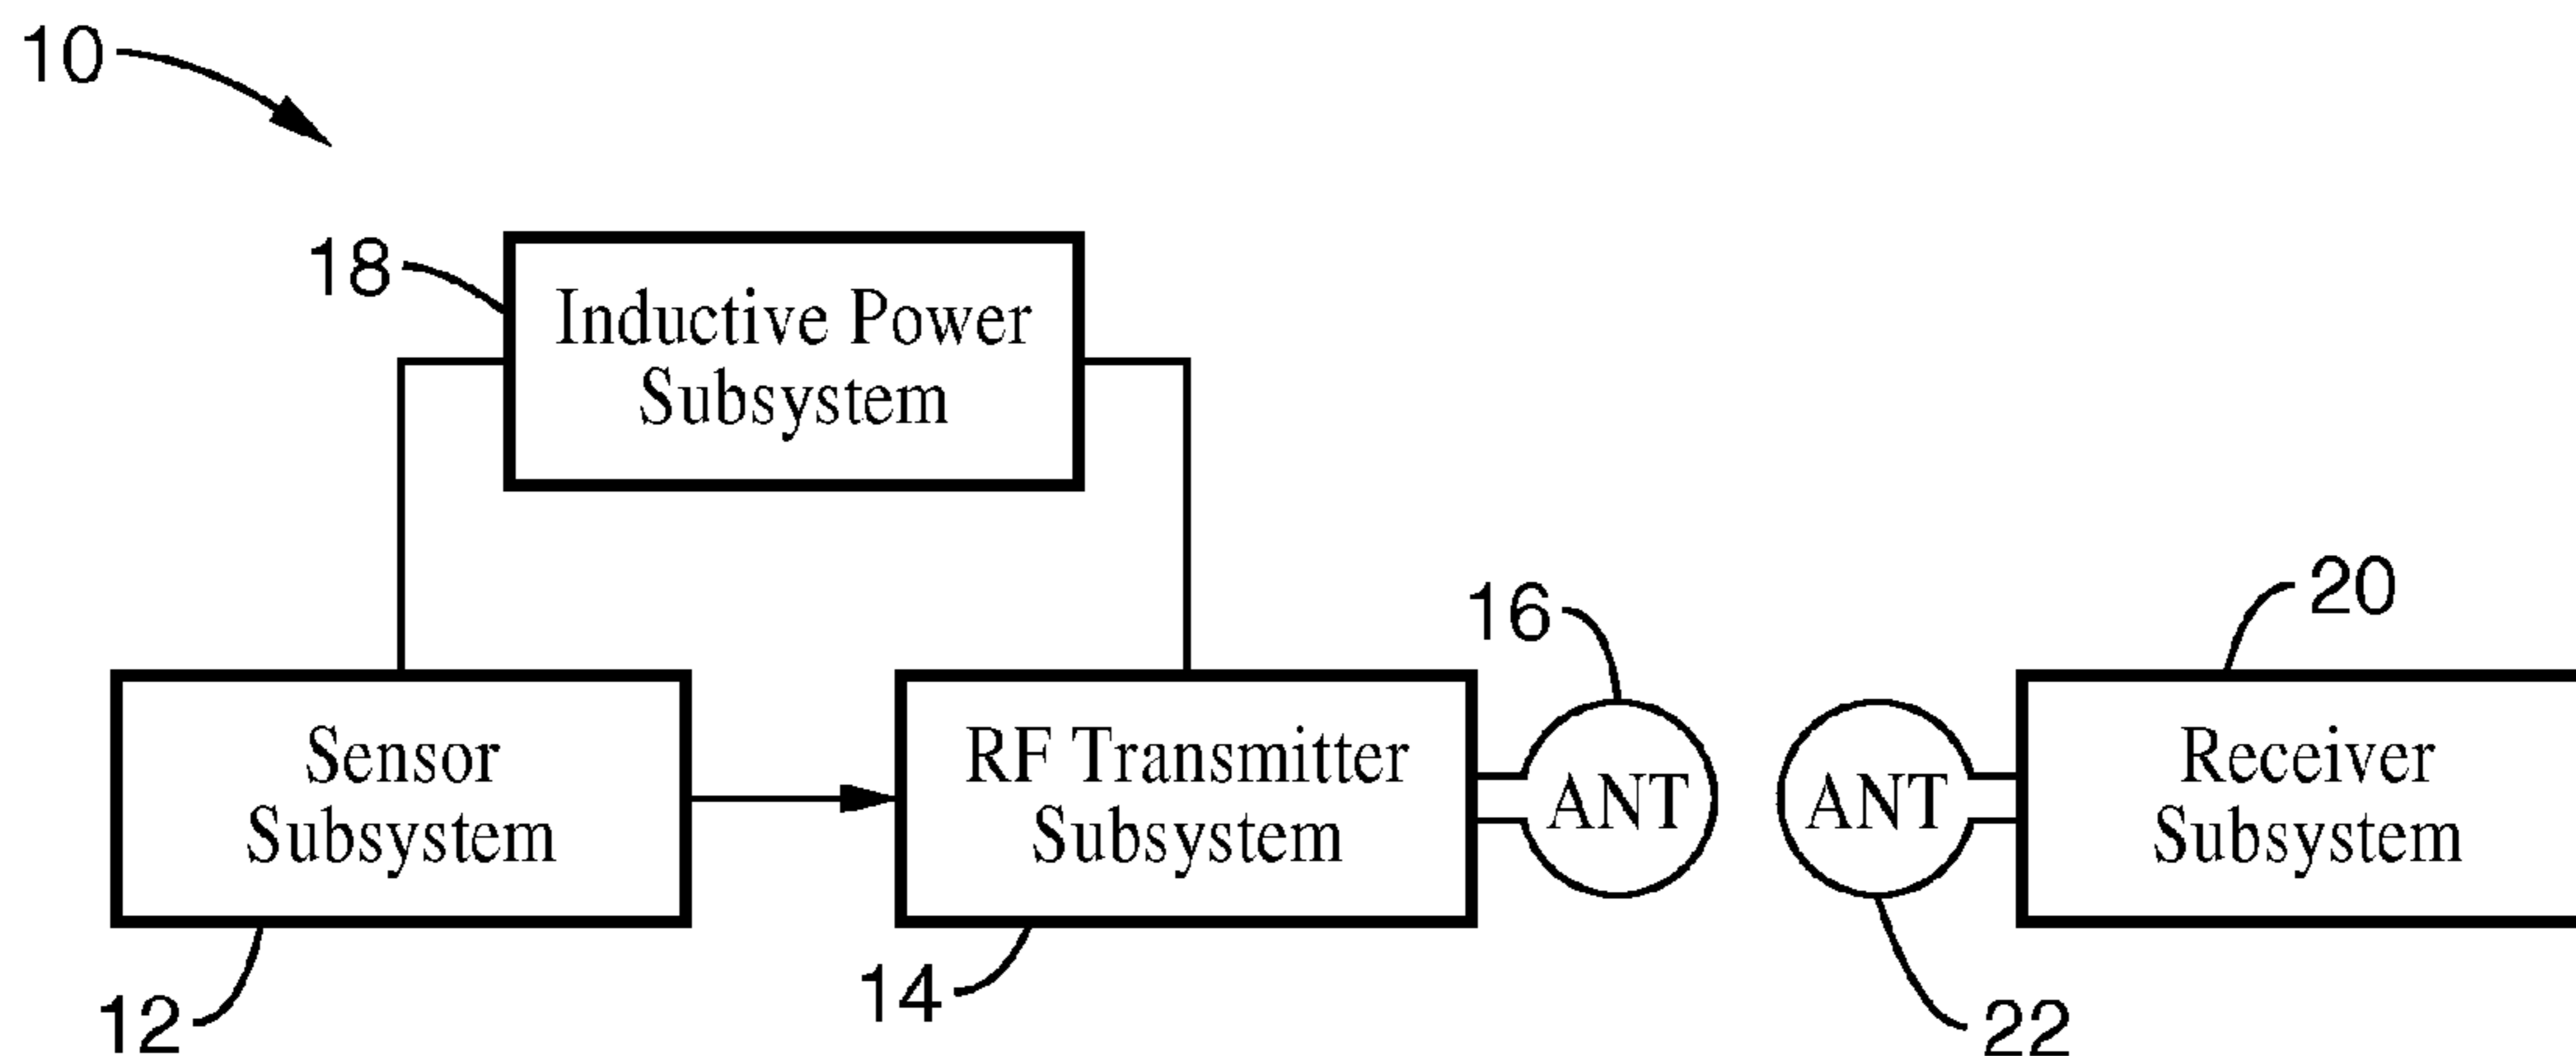 10
18
Inductive Power
Subsystem
16
20
Sensor
Subsystem
RF Transmitter
Subsystem
ANT
ANT
Receiver
Subsystem
12
14
22